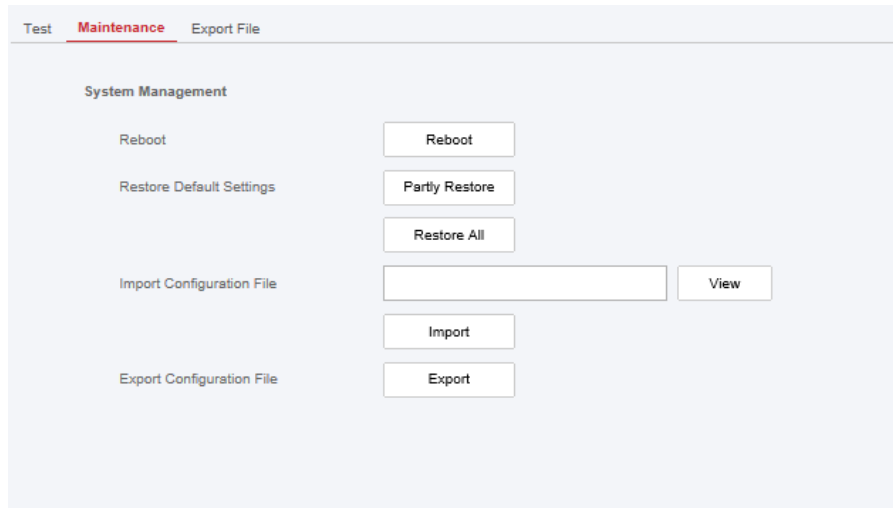 Test Maintenance Export File
System Management
Reboot Reboot
Restore Default Settings Partly Restore
Restore All
Import Configuration File View
Import
Export Configuration File Export